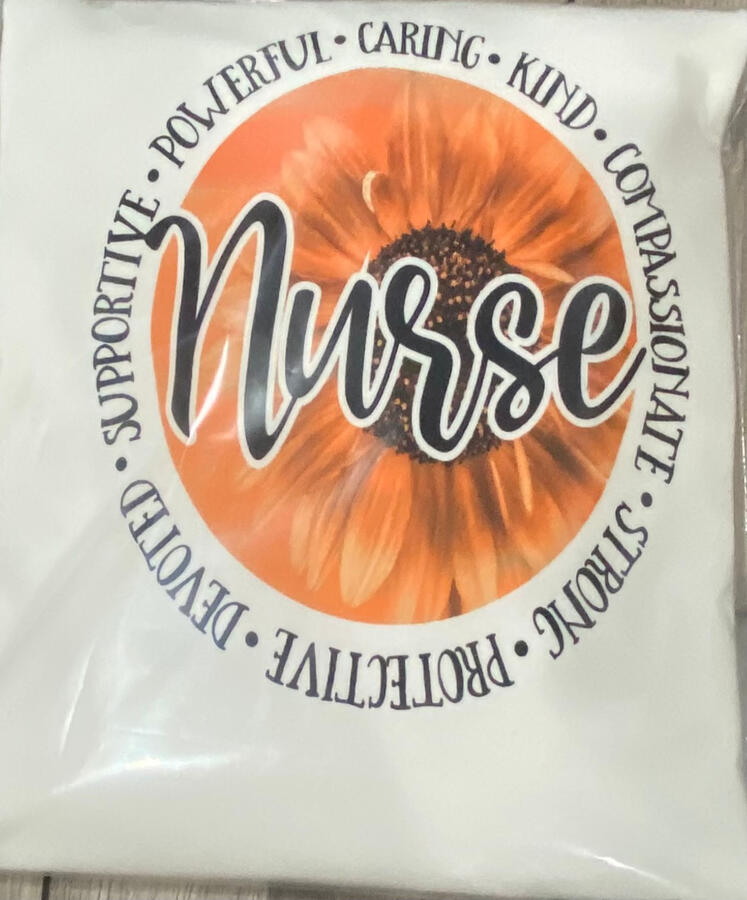 POWERFUL • CARING • KIND • COMPASSIONATE • STRONG • PROTECTIVE • DEVOTED • SUPPORTIVE •
Nurse